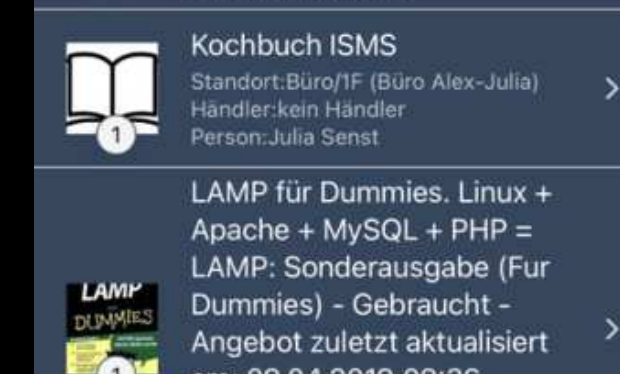 Kochbuch ISMS
Standort:Büro/1F (Büro Alex-Julia)
Händler:kein Händler
Person:Julia Senst
1
LAMP für Dummies. Linux +
Apache + MySQL + PHP =
LAMP: Sonderausgabe (Fur
Dummies) - Gebraucht -
Angebot zuletzt aktualisiert
LAMP
DUMMIES
1